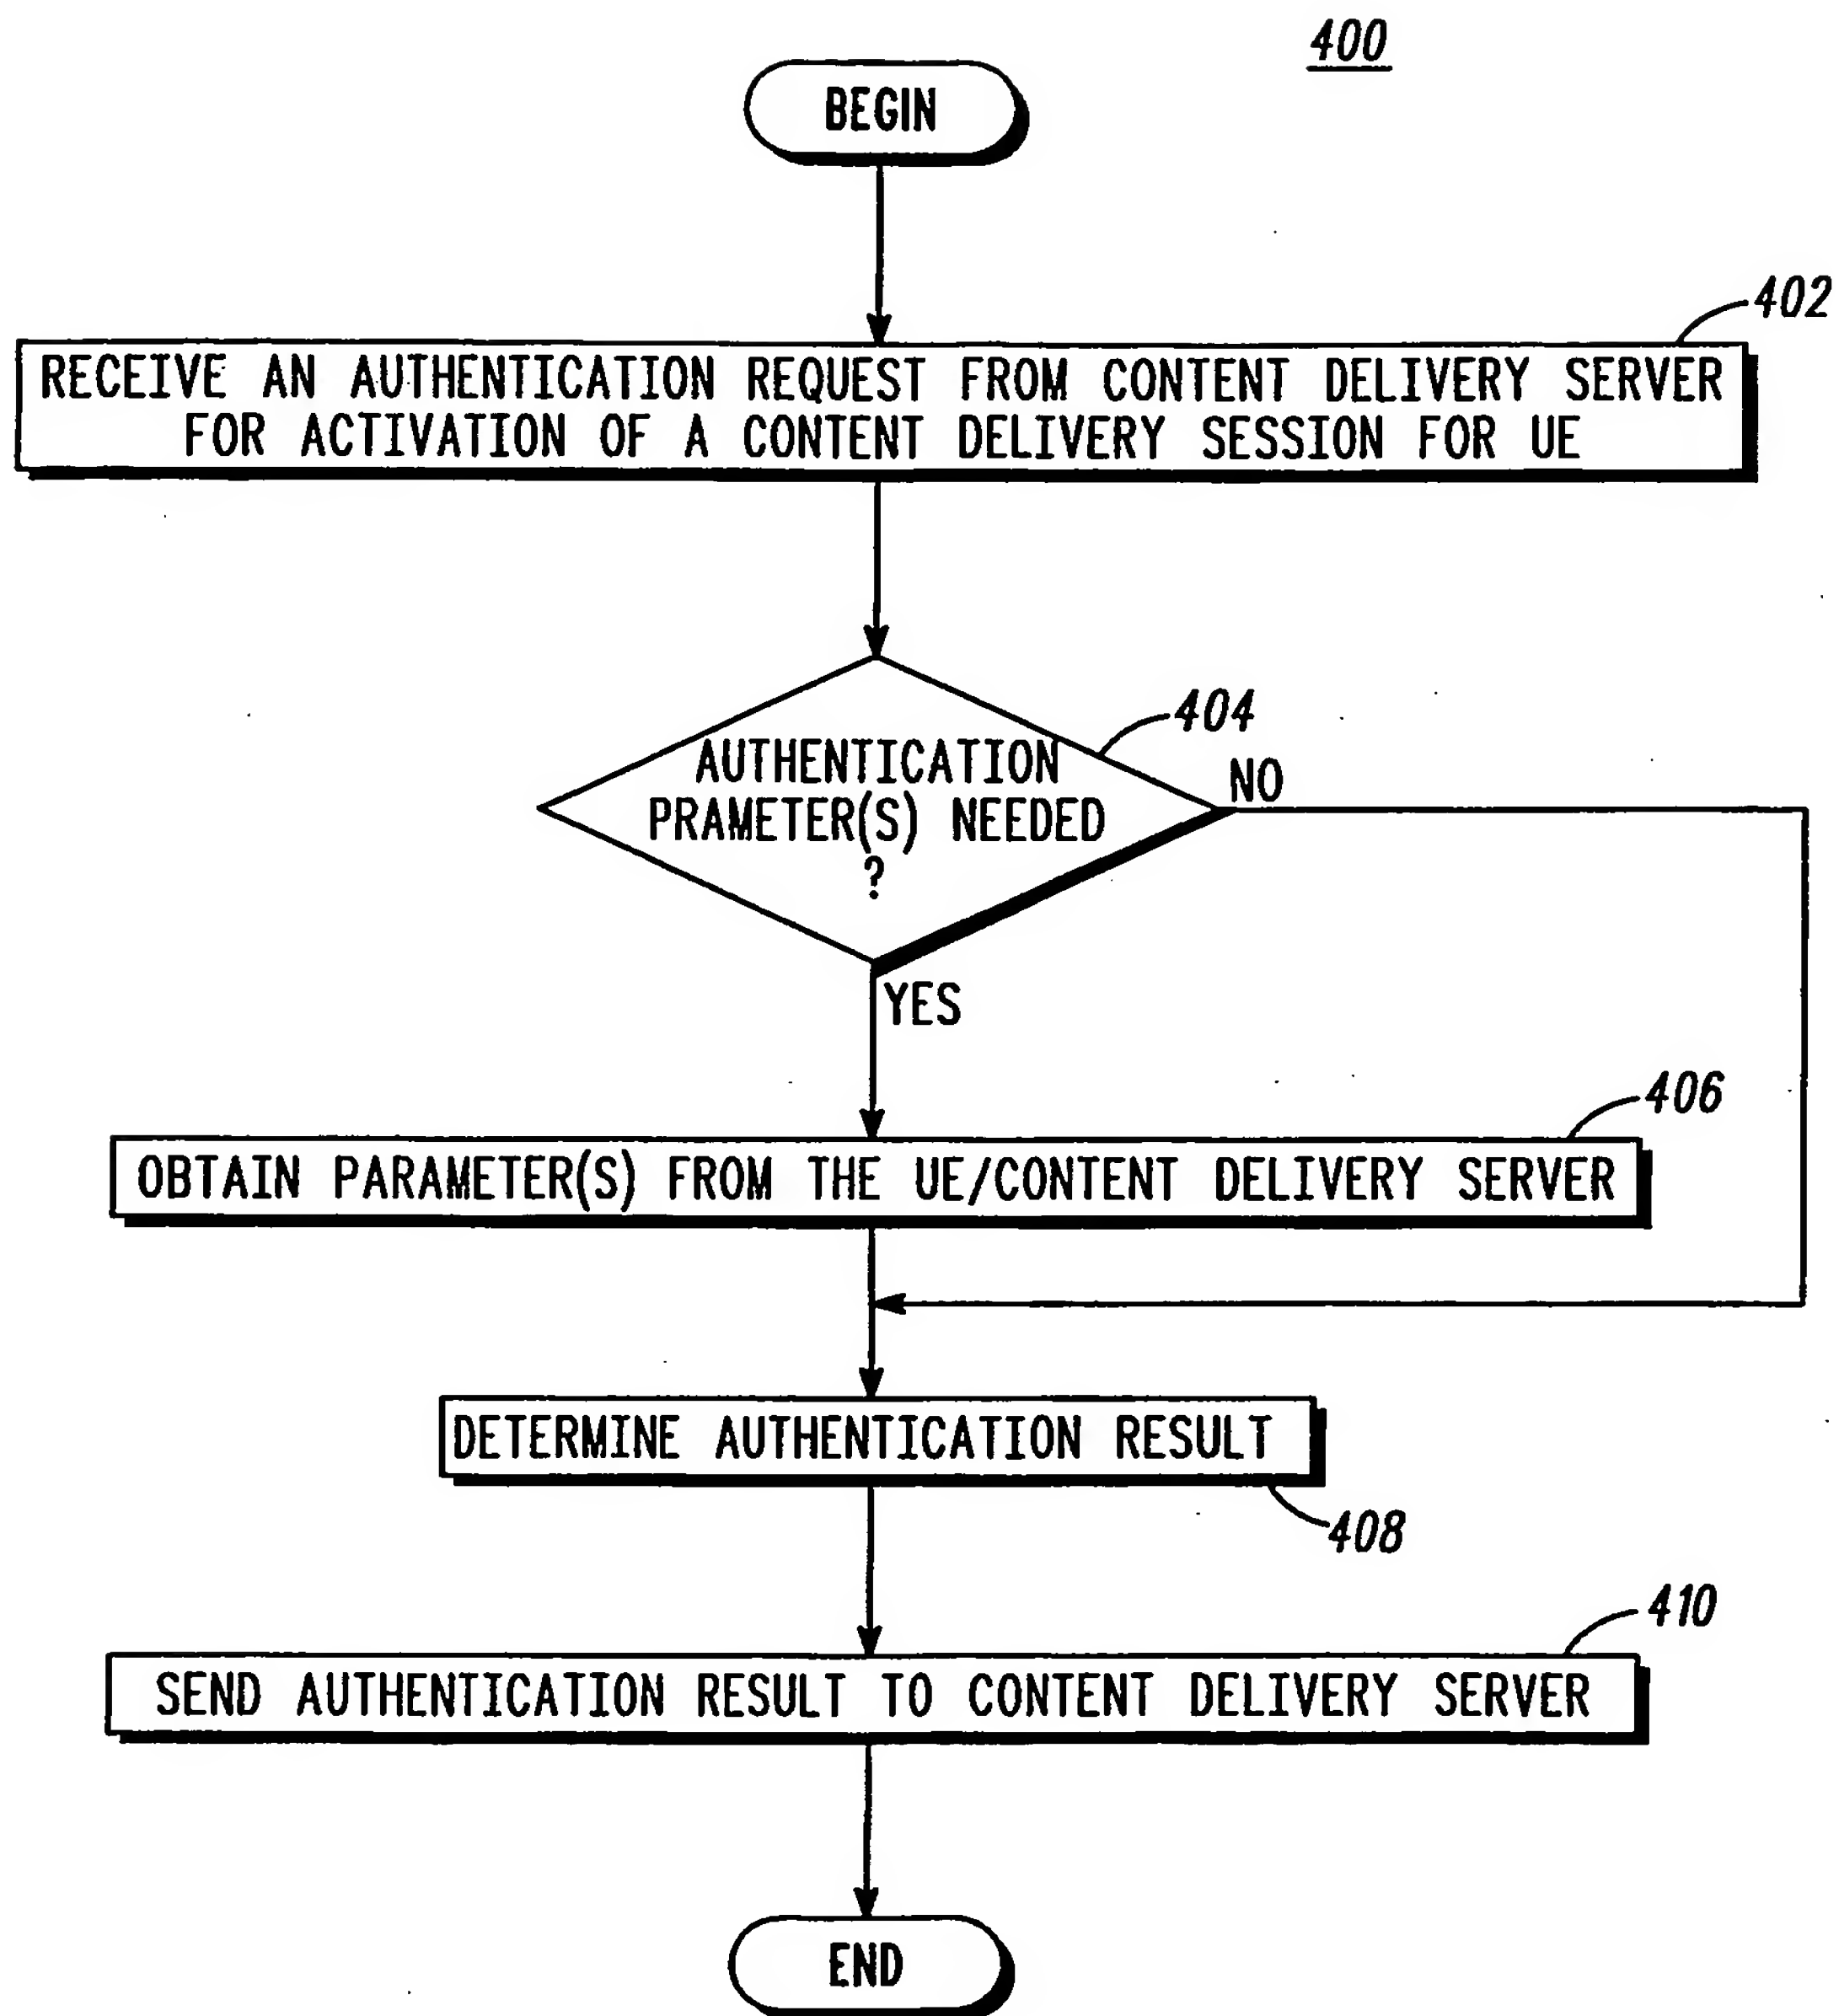 400
BEGIN
402
RECEIVE AN AUTHENTICATION REQUEST FROM CONTENT DELIVERY SERVER
FOR ACTIVATION OF A CONTENT DELIVERY SESSION FOR UE
404
AUTHENTICATION
PRAMETER(S) NEEDED
?
NO
YES
406
OBTAIN PARAMETER(S) FROM THE UE/CONTENT DELIVERY SERVER
DETERMINE AUTHENTICATION RESULT
408
410
SEND AUTHENTICATION RESULT TO CONTENT DELIVERY SERVER
END